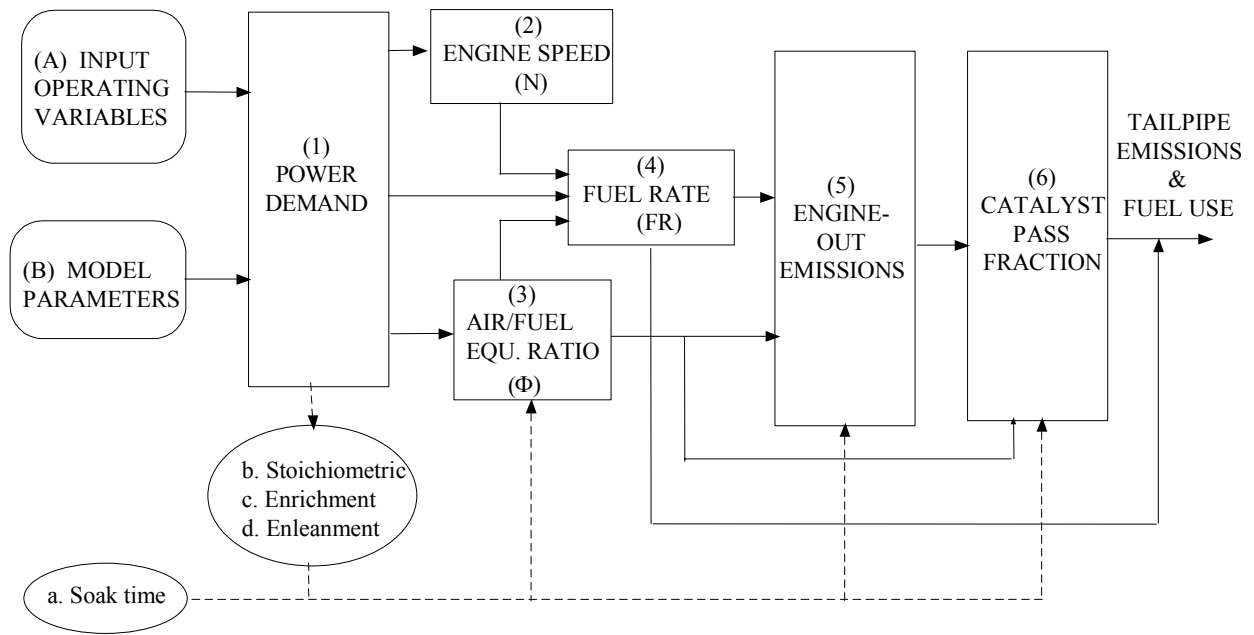 (A) INPUT
OPERATING
VARIABLES
(B) MODEL
PARAMETERS
(1)
POWER
DEMAND
(2)
ENGINE SPEED
(N)
(3)
AIR/FUEL
EQU. RATIO
(Φ)
(4)
FUEL RATE
(FR)
(5)
ENGINE-
OUT
EMISSIONS
(6)
CATALYST
PASS
FRACTION
TAILPIPE
EMISSIONS
&
FUEL USE
b. Stoichiometric
c. Enrichment
d. Enleanment
a. Soak time